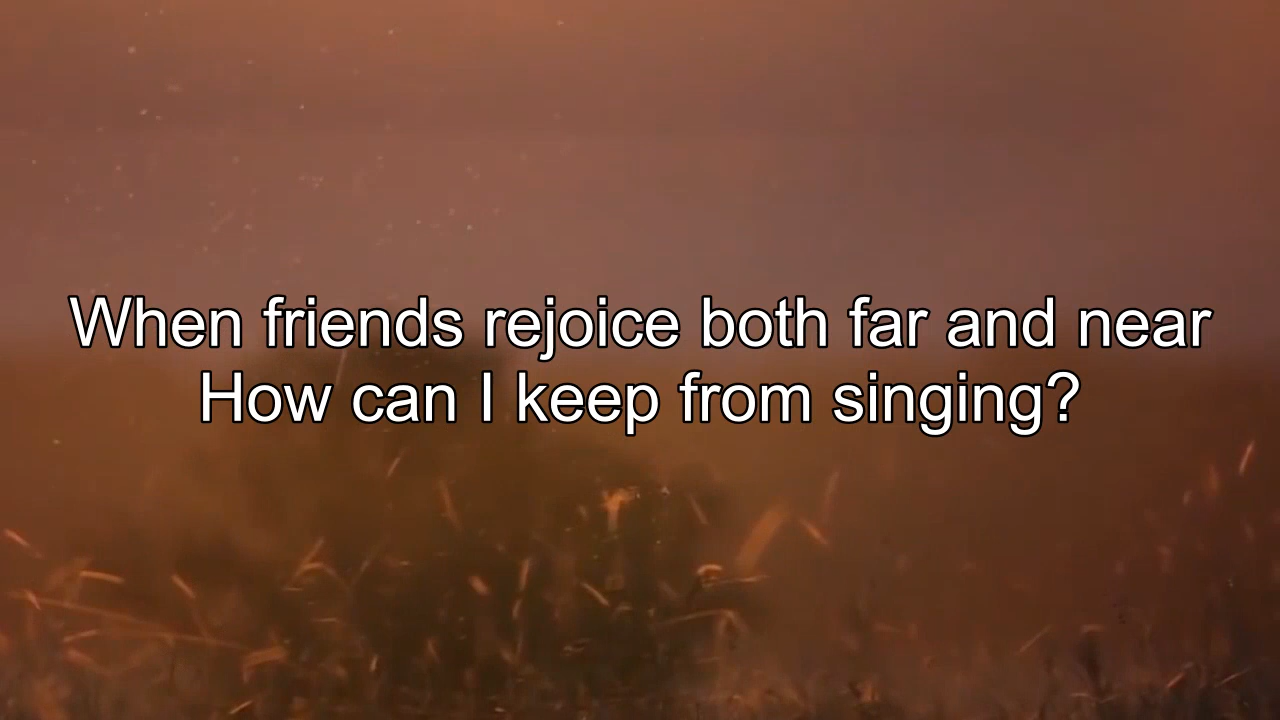 When friends rejoice both far and near
How can I keep from singing?